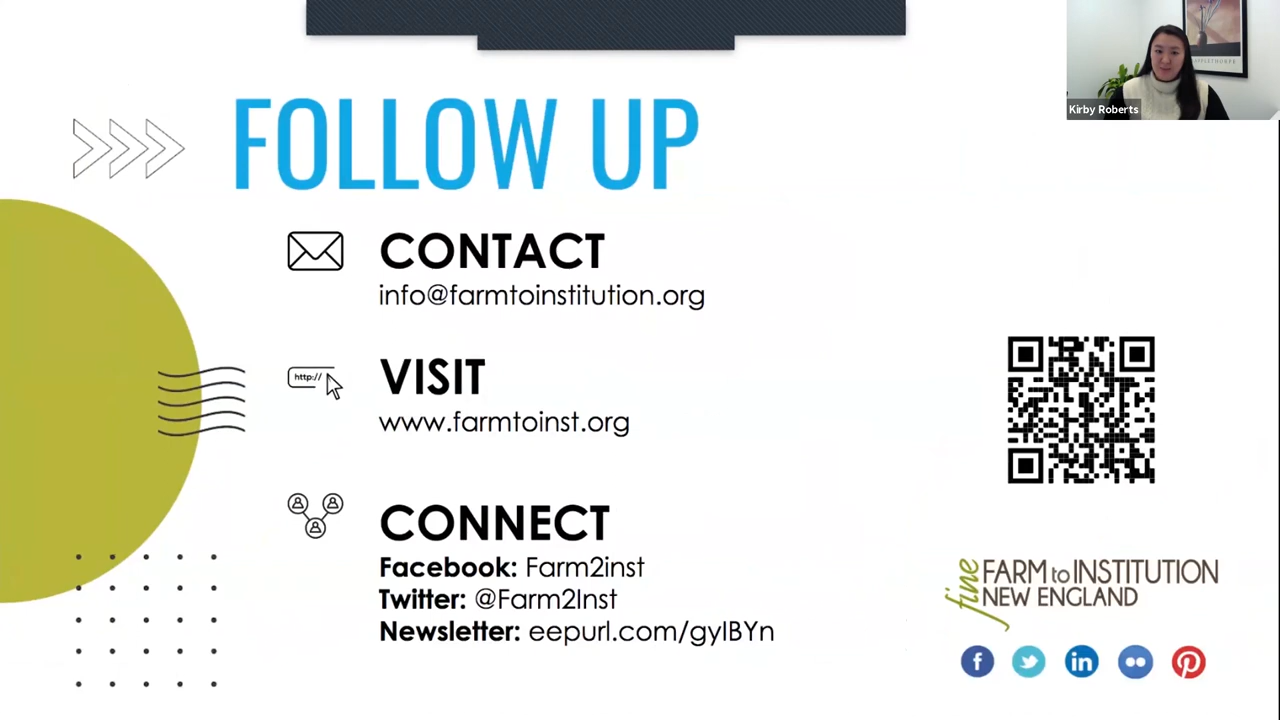 FOLLOW UP
Kirby Roberts
CONTACT
info@farmtoinstitution.org
http://
VISIT
www.farmtoinst.org
CONNECT
Facebook: Farm2inst
Twitter: @Farm2Inst
Newsletter: eepurl.com/gylBYn
fine FARM to INSTITUTION
NEW ENGLAND